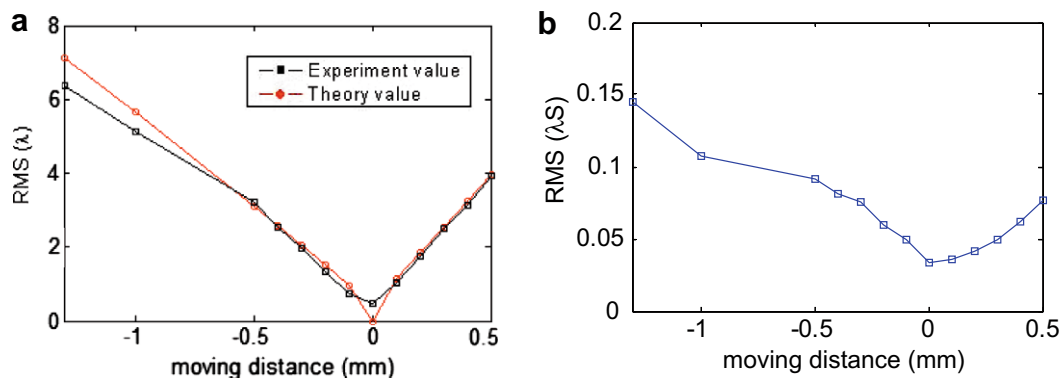 a
8
6
4
2
0
RMS (λ)
Experiment value
Theory value
-1
-0.5
0
0.5
moving distance (mm)
b
0.2
0.15
0.1
0.05
0
RMS (λS)
-1
-0.5
0
0.5
moving distance (mm)